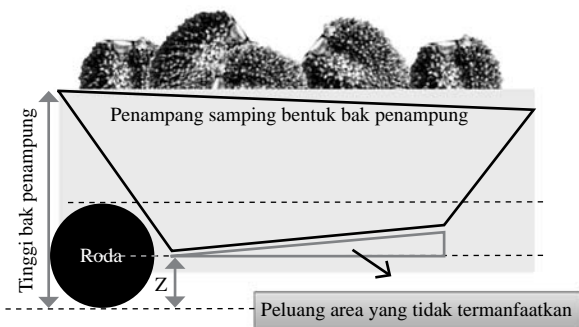 Penampang samping bentuk bak penampung
Tinggi bak penampung
Roda
Z
Peluang area yang tidak termanfaatkan